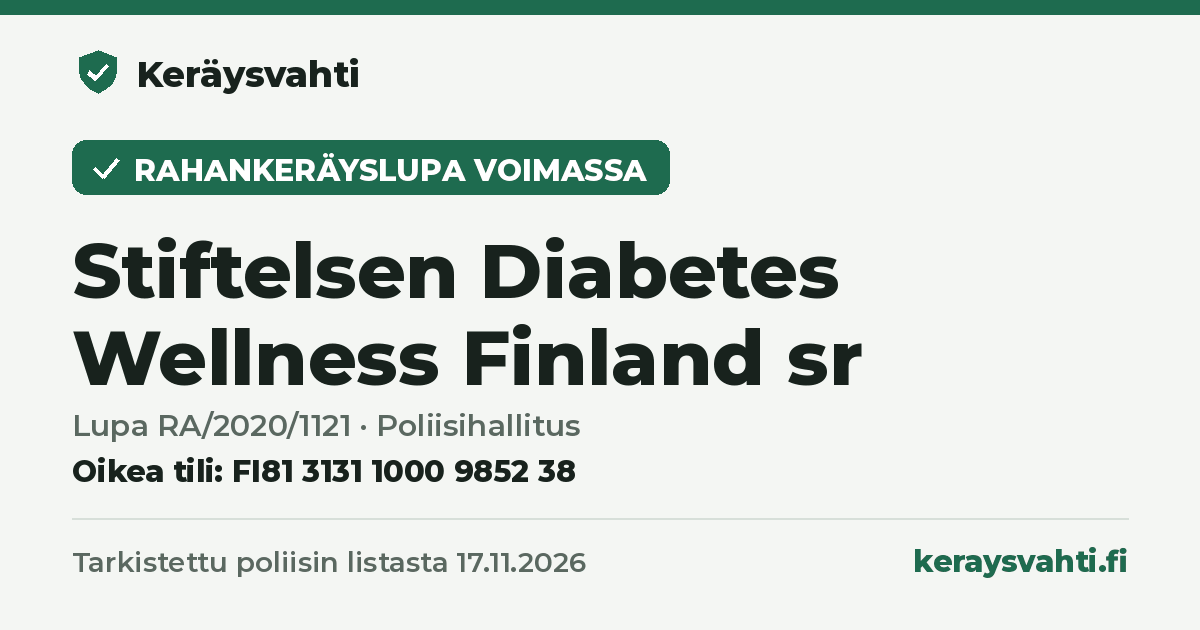 Keräysvahti
RAHANKERÄYSLUPA VOIMASSA
Stiftelsen Diabetes
Wellness Finland sr
Lupa RA/2020/1121 · Poliisihallitus
Oikea tili: FI81 3131 1000 9852 38
Tarkistettu poliisin listasta 17.11.2026
keraysvahti.fi